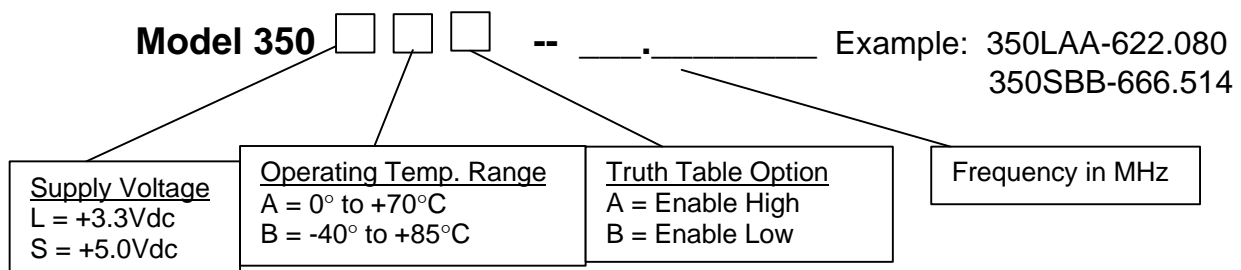 Model 350 -- ___.________ Example: 350LAA-622.080
350SBB-666.514
Supply Voltage
L = +3.3Vdc
S = +5.0Vdc
Operating Temp. Range
A = 0° to +70°C
B = -40° to +85°C
Truth Table Option
A = Enable High
B = Enable Low
Frequency in MHz